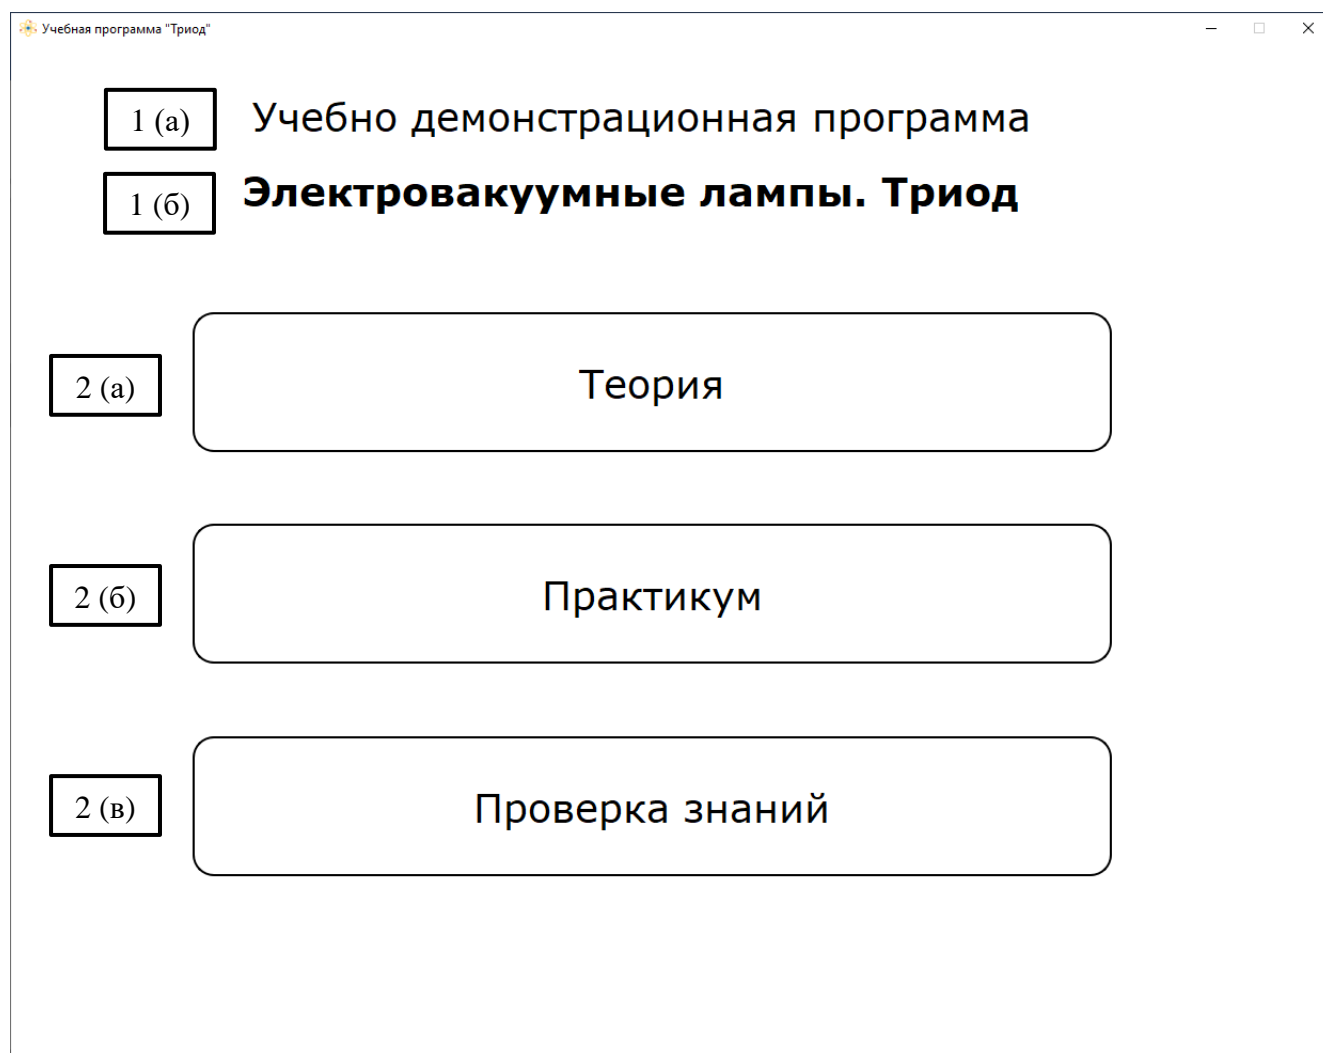 Учебная программа "Триод"
1 (а) Учебно демонстрационная программа
1 (б) Электровакуумные лампы. Триод
2 (а) Теория
2 (б) Практикум
2 (в) Проверка знаний